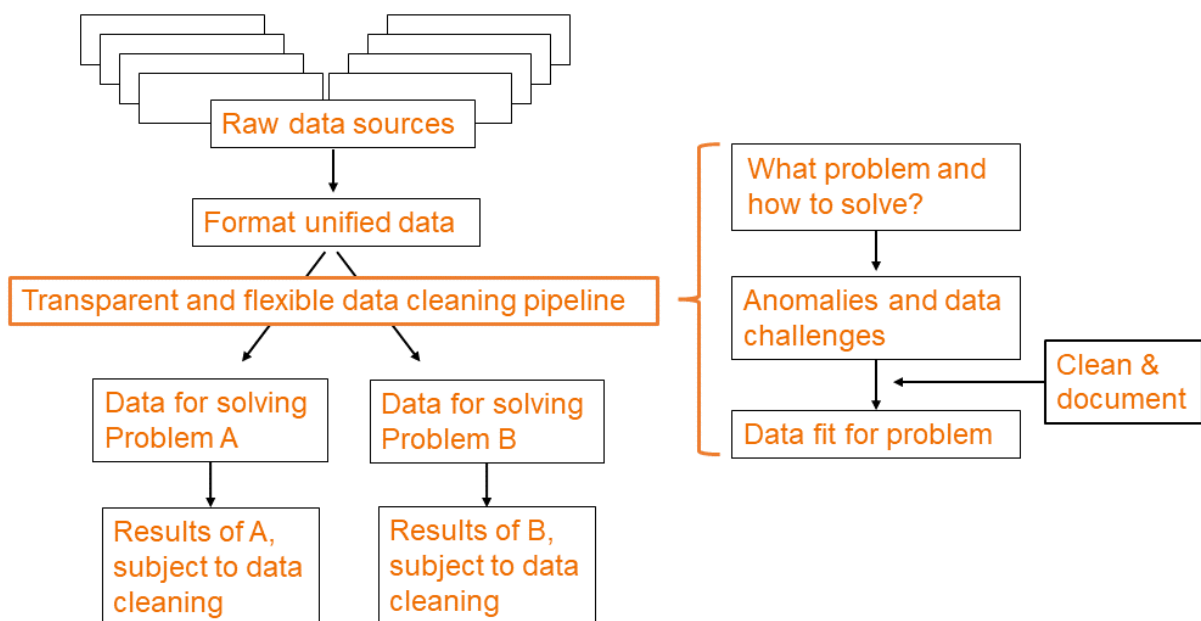 Raw data sources
Format unified data
Transparent and flexible data cleaning pipeline
Data for solving
Problem A
Data for solving
Problem B
Results of A,
subject to data
cleaning
Results of B,
subject to data
cleaning
What problem and
how to solve?
Anomalies and data
challenges
Clean &
document
Data fit for problem